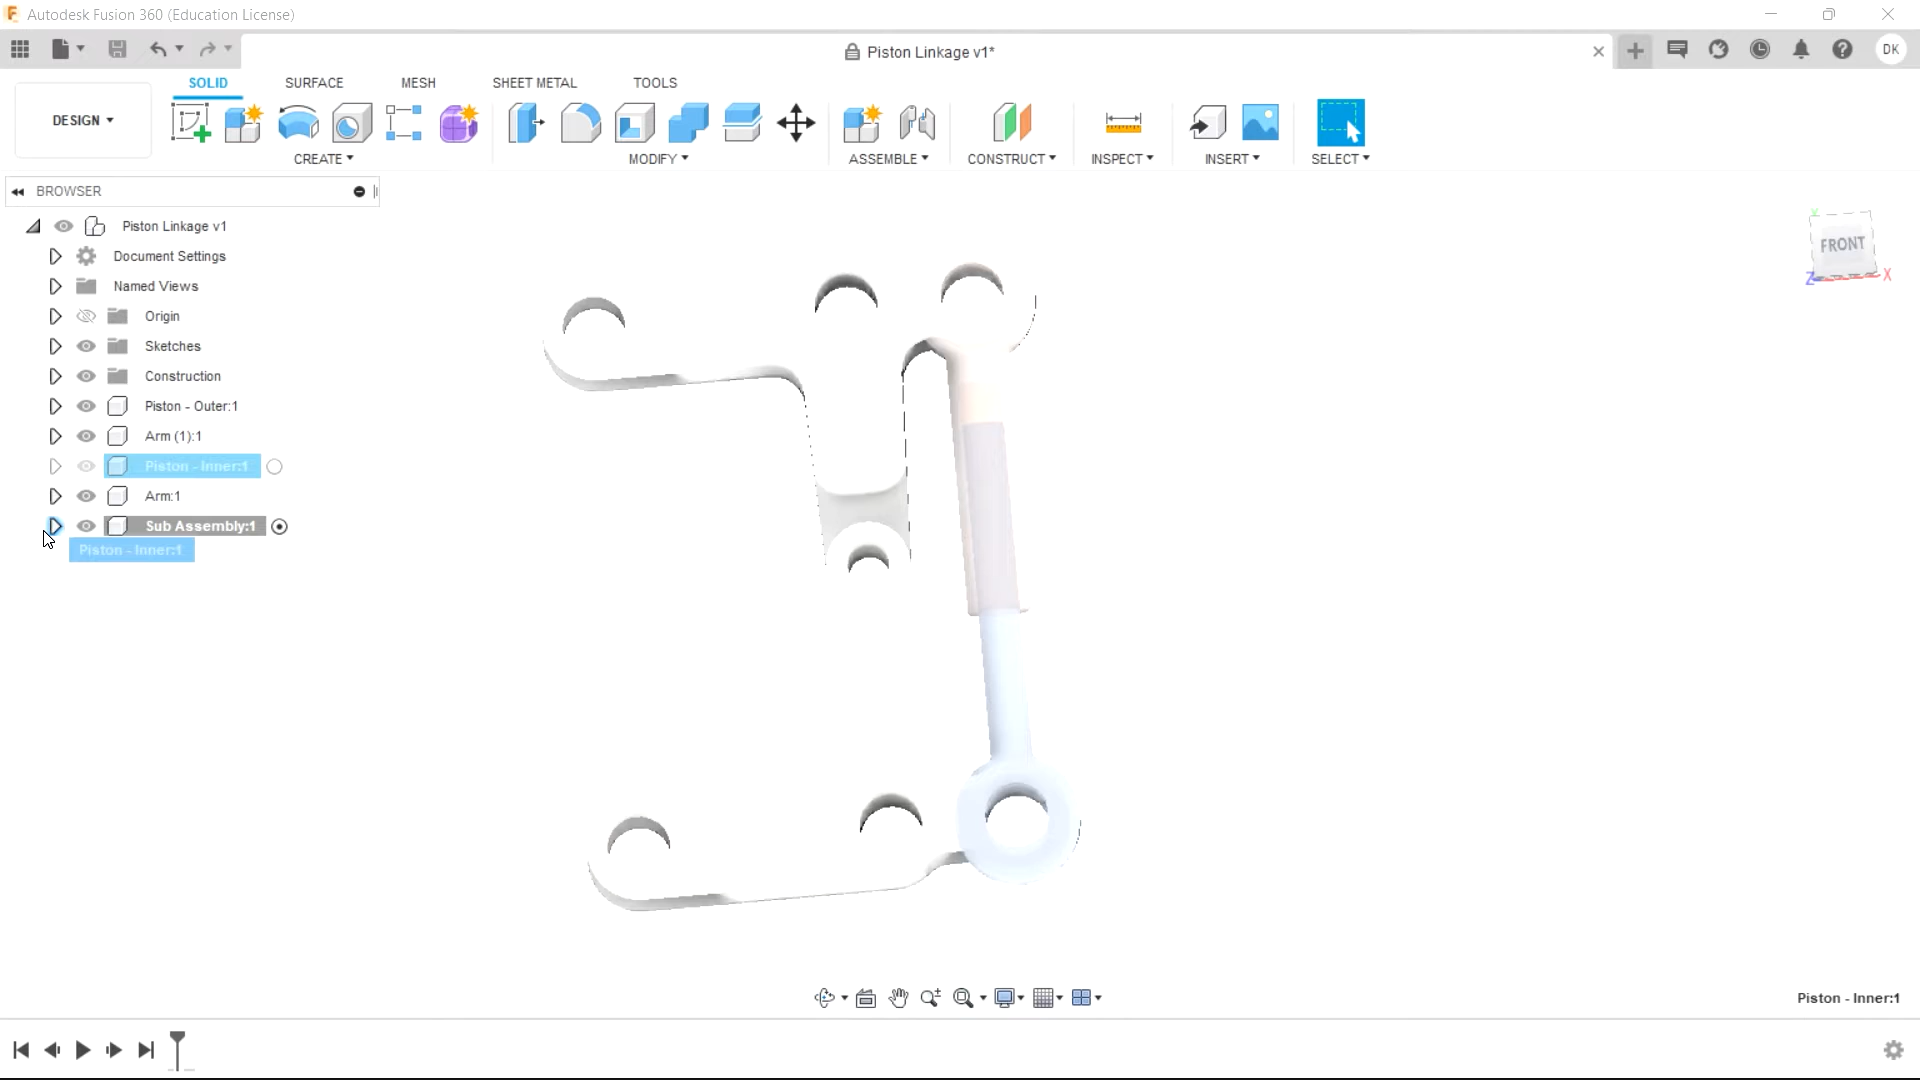 Autodesk Fusion 360 (Education License)
Piston Linkage v1*
DK
SOLID SURFACE MESH SHEET METAL TOOLS
DESIGN
CREATE MODIFY ASSEMBLE CONSTRUCT INSPECT INSERT SELECT
BROWSER
Piston Linkage v1
Document Settings
Named Views
Origin
Sketches
Construction
Piston - Outer:1
Arm (1):1
Piston - Inner:1
Arm:1
Sub Assembly:1
Piston - Inner:1
Y
FRONT
Z X
Piston - Inner:1